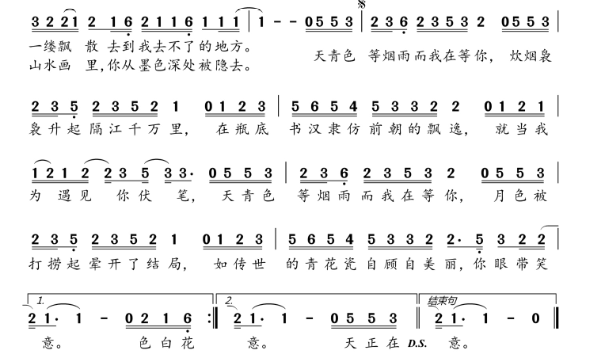 3 2 2 1 1 6 2 1 1 6 1 1 1 | 1 - - 0 5 5 3 | 2 3 6 2 3 5 3 2 0 5 5 3 |
一缕飘 散 去到我去不了的地方。 天青色 等烟雨而我在等你, 炊烟袅
山水画 里,你从墨色深处被隐去。
2 3 5 2 3 5 2 1 0 1 2 3 | 5 6 5 4 5 3 3 2 2 0 1 2 1 |
袅升起 隔江千万里, 在瓶底 书汉隶仿前朝的飘逸, 就当我
1 2 1 2 2 3 5 3 3· 0 5 5 3 | 2 3 6 2 3 5 3 2 0 5 5 3 |
为 遇见 你伏 笔, 天青色 等烟雨 而我在等你, 月色被
2 3 5 2 3 5 2 1 0 1 2 3 | 5 6 5 4 5 3 3 2 2· 5 3 2 2 |
打捞起 晕开了结局, 如传世 的青花瓷自顾自美丽,你 眼带笑
1. 2. 结束句
2 1· 1 - 0 2 1 6 :| 2 1· 1 - 0 5 5 3 | 2 1· 1 - 0 |
意。 色白花 意。 天正在 D.S. 意。